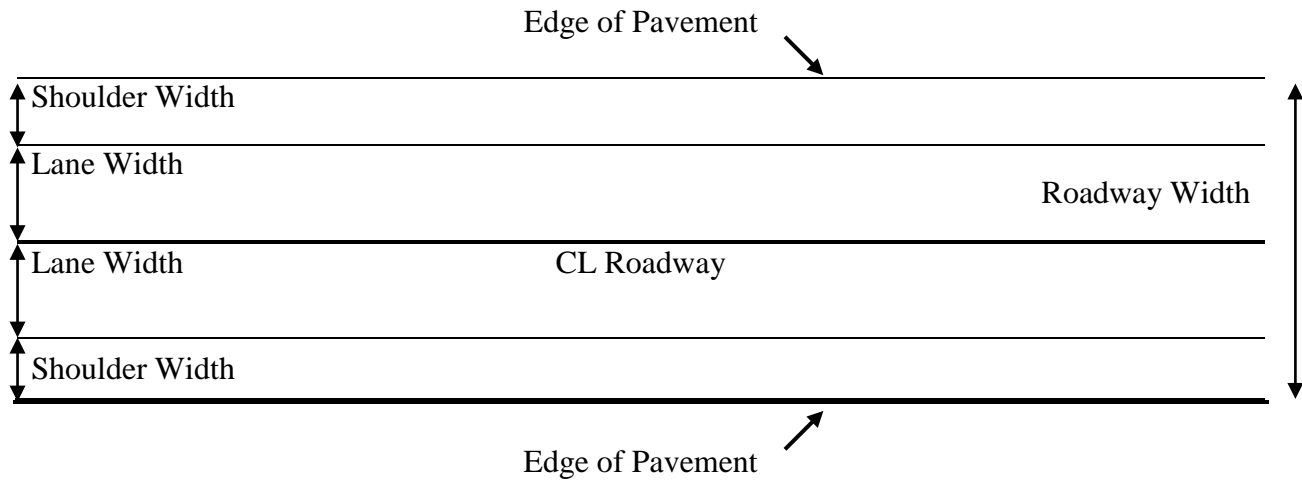 Edge of Pavement
Shoulder Width
Lane Width
Roadway Width
Lane Width
CL Roadway
Shoulder Width
Edge of Pavement